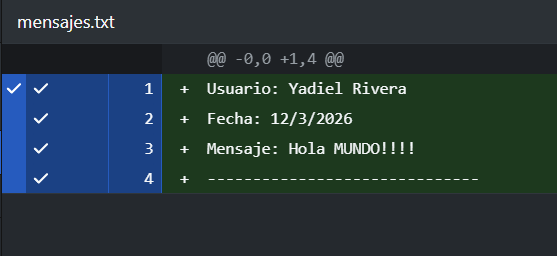 mensajes.txt
@@ -0,0 +1,4 @@
1 + Usuario: Yadiel Rivera
2 + Fecha: 12/3/2026
3 + Mensaje: Hola MUNDO!!!!
4 + ------------------------------